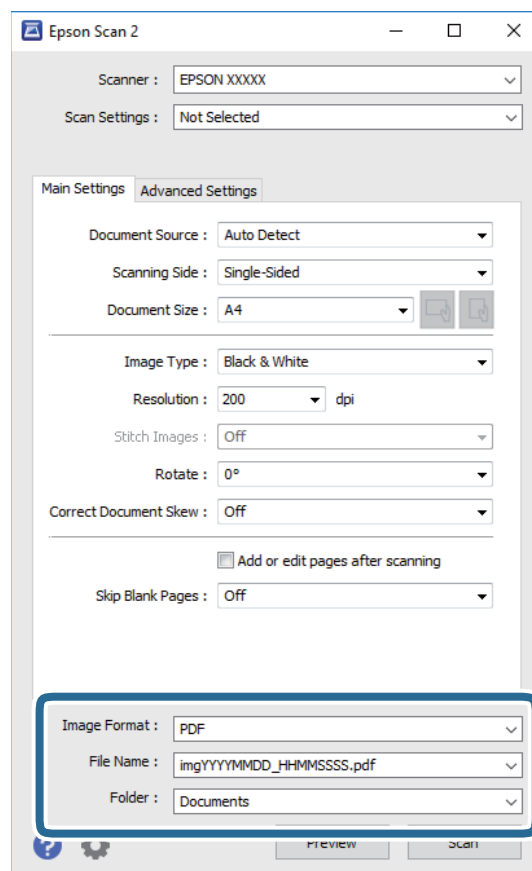 Epson Scan 2
Scanner : EPSON XXXXX
Scan Settings : Not Selected
Main Settings Advanced Settings
Document Source : Auto Detect
Scanning Side : Single-Sided
Document Size : A4
Image Type : Black & White
Resolution : 200 dpi
Stitch Images : Off
Rotate : 0°
Correct Document Skew : Off
Add or edit pages after scanning
Skip Blank Pages : Off
Image Format : PDF
File Name : imgYYYYMMDD_HHMMSSSS.pdf
Folder : Documents
? Preview Scan